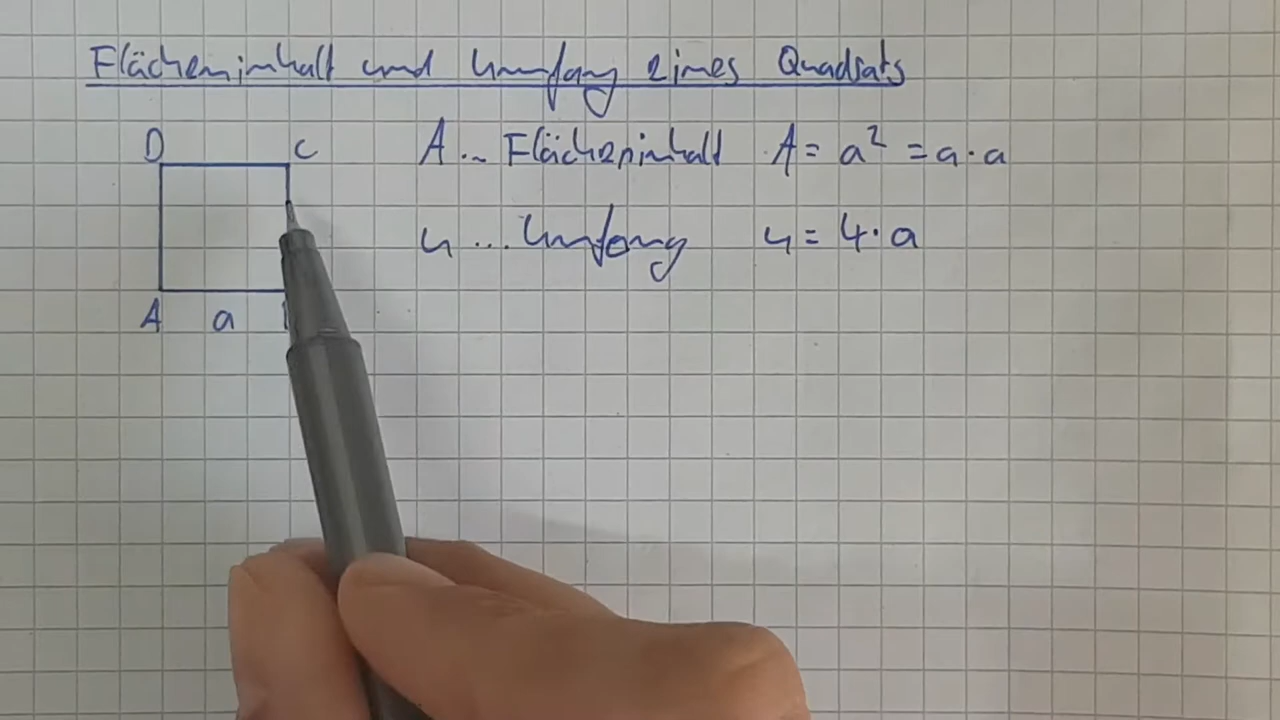 Flächeninhalt und Umfang eines Quadrats
D C A ... Flächeninhalt A = a² = a·a
u ... Umfang u = 4·a
A a